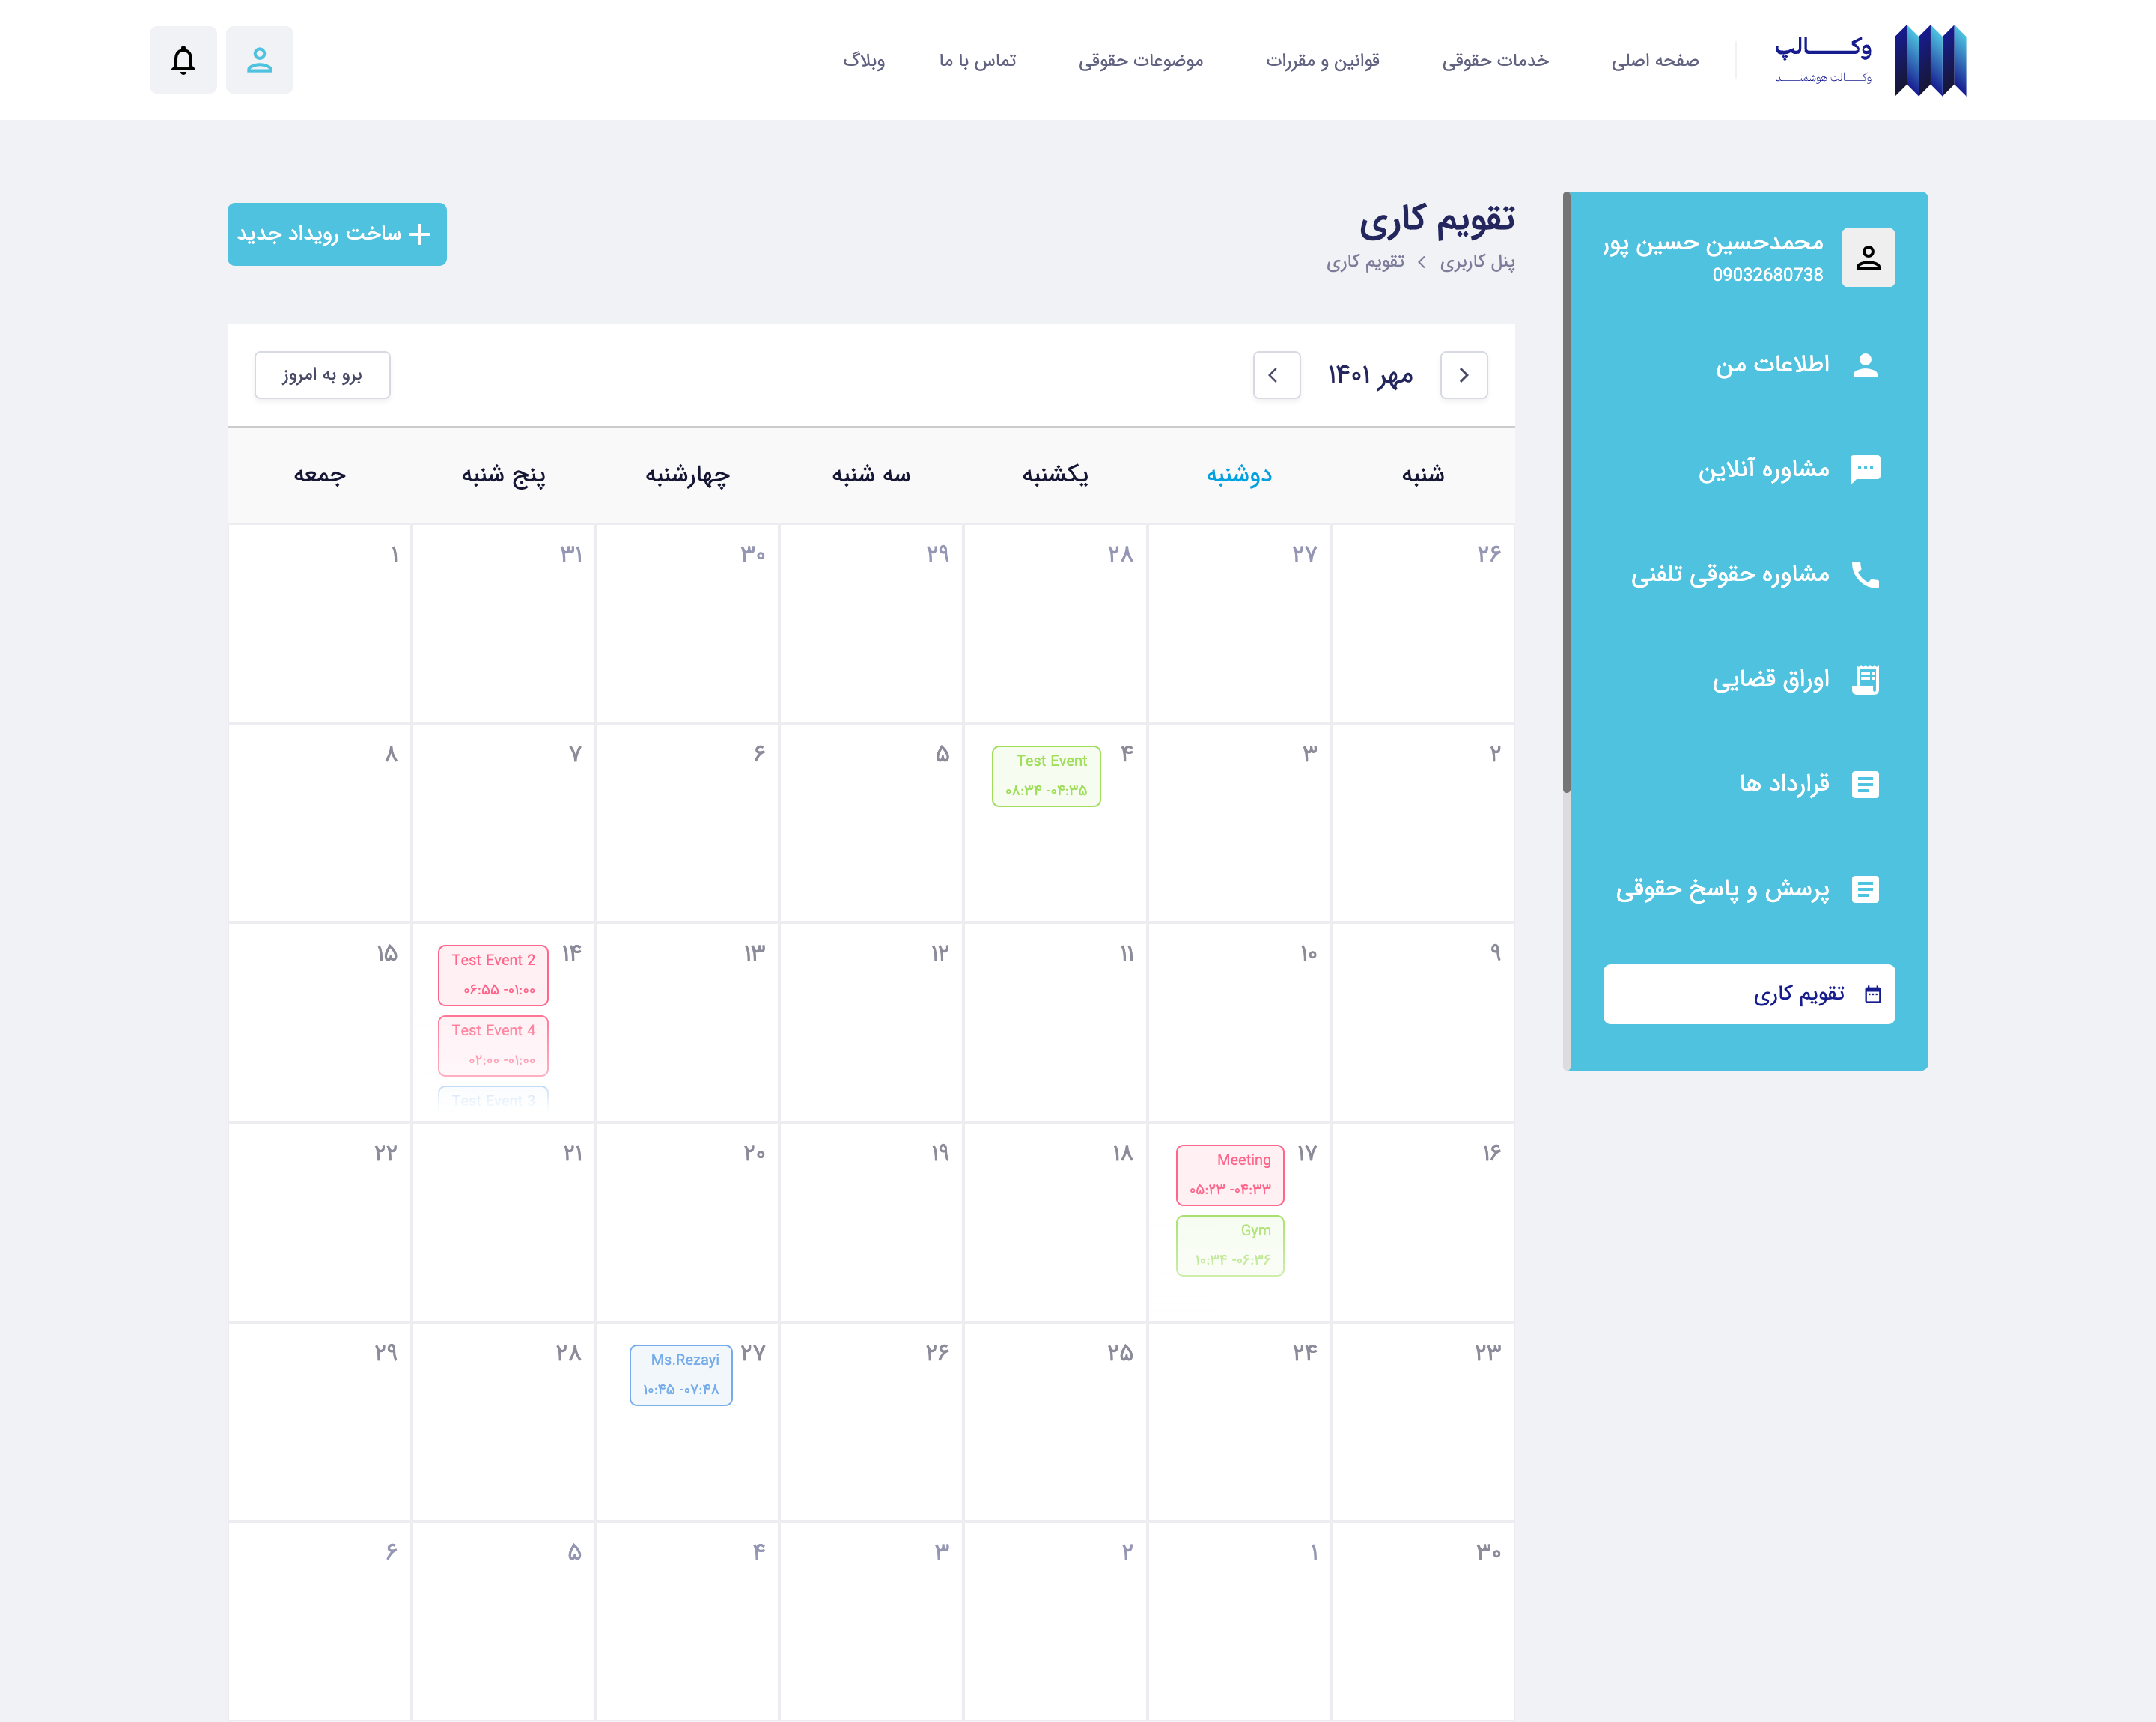 وکـــــالپ
وکـــــالت هوشمنـــــد
صفحه اصلی
خدمات حقوقی
قوانین و مقررات
موضوعات حقوقی
تماس با ما
وبلاگ
محمدحسین حسین پور
09032680738
اطلاعات من
مشاوره آنلاین
مشاوره حقوقی تلفنی
اوراق قضایی
قرارداد ها
پرسش و پاسخ حقوقی
تقویم کاری
تقویم کاری
پنل کاربری
تقویم کاری
ساخت رویداد جدید
مهر ۱۴۰۱
برو به امروز
شنبه دوشنبه یکشنبه سه شنبه چهارشنبه پنج شنبه جمعه
۲۶ ۲۷ ۲۸ ۲۹ ۳۰ ۳۱ ۱
۲ ۳ ۴ ۵ ۶ ۷ ۸
Test Event
۰۸:۳۴ -۰۴:۳۵
۹ ۱۰ ۱۱ ۱۲ ۱۳ ۱۴ ۱۵
Test Event 2
۰۶:۵۵ -۰۱:۰۰
Test Event 4
۰۲:۰۰ -۰۱:۰۰
Test Event 3
۱۶ ۱۷ ۱۸ ۱۹ ۲۰ ۲۱ ۲۲
Meeting
۰۵:۲۳ -۰۴:۳۳
Gym
۱۰:۳۴ -۰۶:۳۶
۲۳ ۲۴ ۲۵ ۲۶ ۲۷ ۲۸ ۲۹
Ms.Rezayi
۱۰:۴۵ -۰۷:۴۸
۳۰ ۱ ۲ ۳ ۴ ۵ ۶